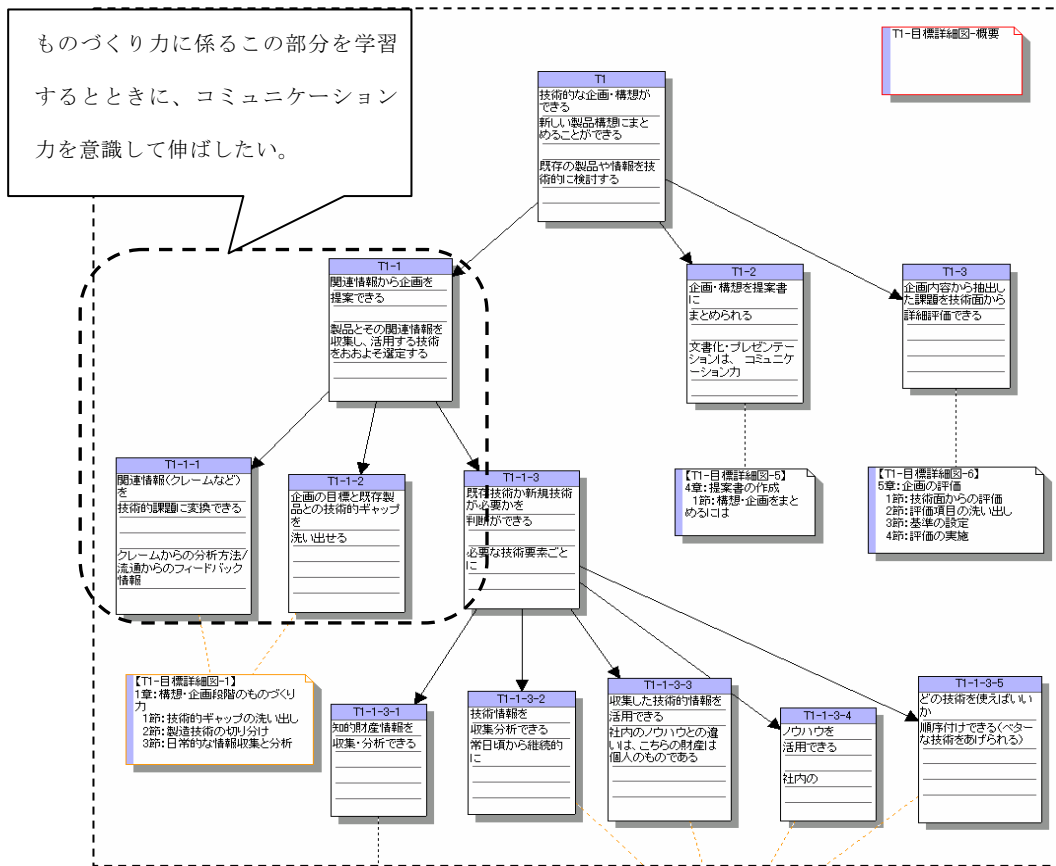 ものづくり力に係るこの部分を学習
するとときに、コミュニケーション
力を意識して伸ばしたい。
T1-目標詳細図-概要
T1
技術的な企画・構想が
できる
新しい製品構想にまと
めることができる
既存の製品や情報を技
術的に検討する
T1-1
関連情報から企画を
提案できる
製品とその関連情報を
収集し、活用する技術
をおおよそ選定する
T1-2
企画・構想を提案書
に
まとめられる
文書化・プレゼンテー
ションは、コミュニケ
ーション力
T1-3
企画内容から抽出し
た課題を技術面から
詳細評価できる
T1-1-1
関連情報(クレームなど)
を
技術的課題に変換できる
クレームからの分析方法/
流通からのフィードバック
情報
T1-1-2
企画の目標と既存製
品との技術的ギャップ
を
洗い出せる
T1-1-3
既存技術か新規技術
が必要かを
判断ができる
必要な技術要素ごと
に
【T1-目標詳細図-5】
4章:提案書の作成
1節:構想・企画をまと
めるには
【T1-目標詳細図-6】
5章:企画の評価
1節:技術面からの評価
2節:評価項目の洗い出し
3節:基準の設定
4節:評価の実施
【T1-目標詳細図-1】
1章:構想・企画段階のものづくり
力
1節:技術的ギャップの洗い出し
2節:製造技術の切り分け
3節:日常的な情報収集と分析
T1-1-3-1
知的財産情報を
収集・分析できる
T1-1-3-2
技術情報を
収集分析できる
常日頃から継続的
に
T1-1-3-3
収集した技術的情報を
活用できる
社内のノウハウとの違
いは、こちらの財産は
個人のものである
T1-1-3-4
ノウハウを
活用できる
社内の
T1-1-3-5
どの技術を使えばいい
か
順序付けできる(ベター
な技術をあげられる)